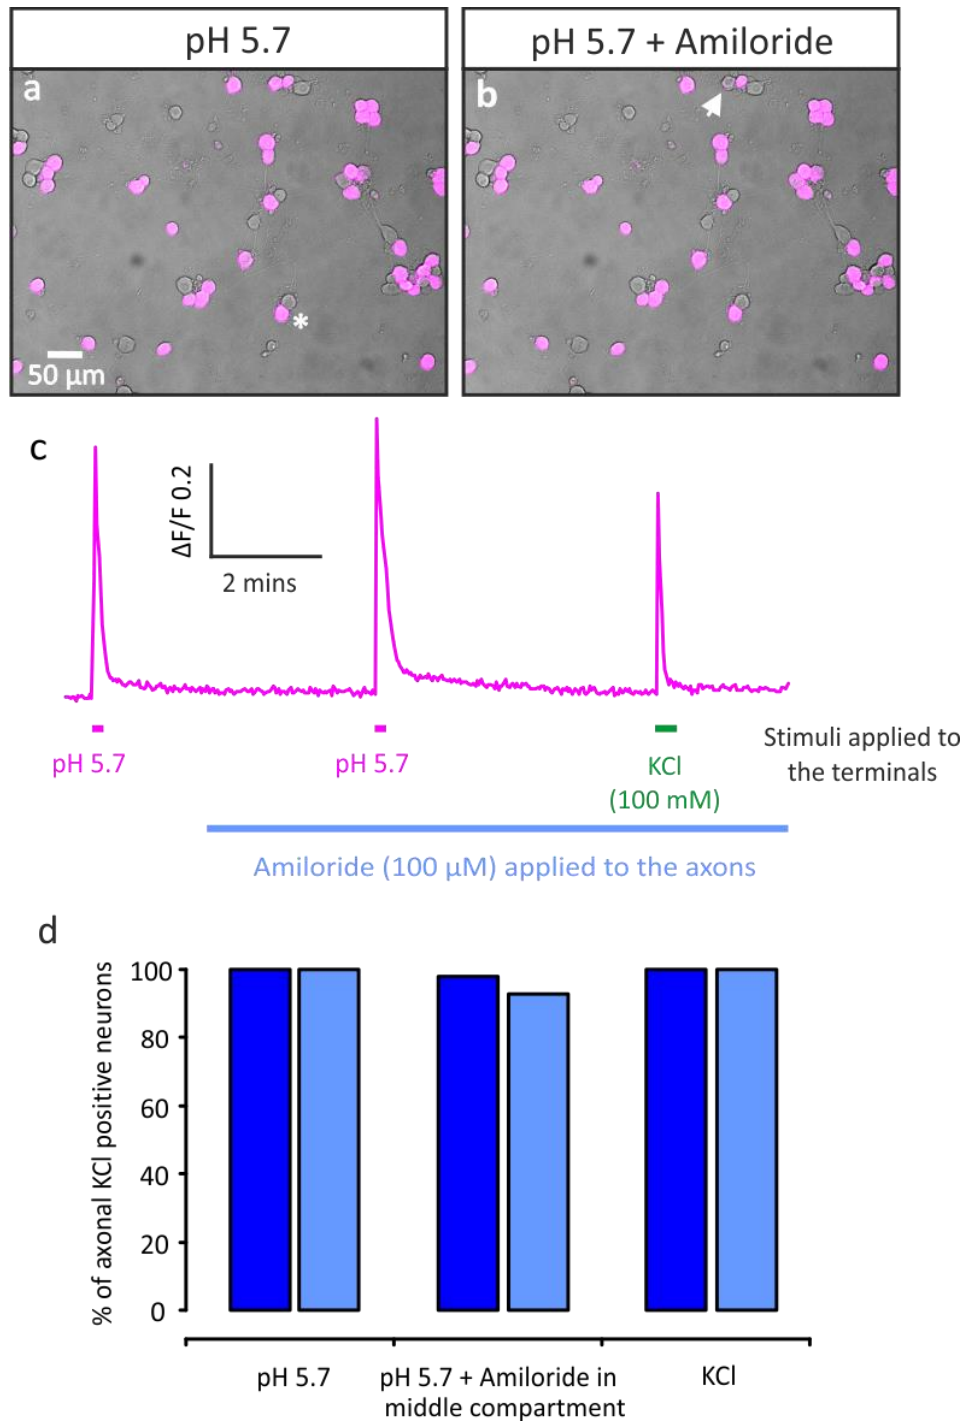 pH 5.7
pH 5.7 + Amiloride
a
b
*
50 µm
c
ΔF/F 0.2
2 mins
pH 5.7
pH 5.7
KCl
(100 mM)
Stimuli applied to
the terminals
Amiloride (100 µM) applied to the axons
d
% of axonal KCl positive neurons
100
80
60
40
20
0
pH 5.7
pH 5.7 + Amiloride in
middle compartment
KCl